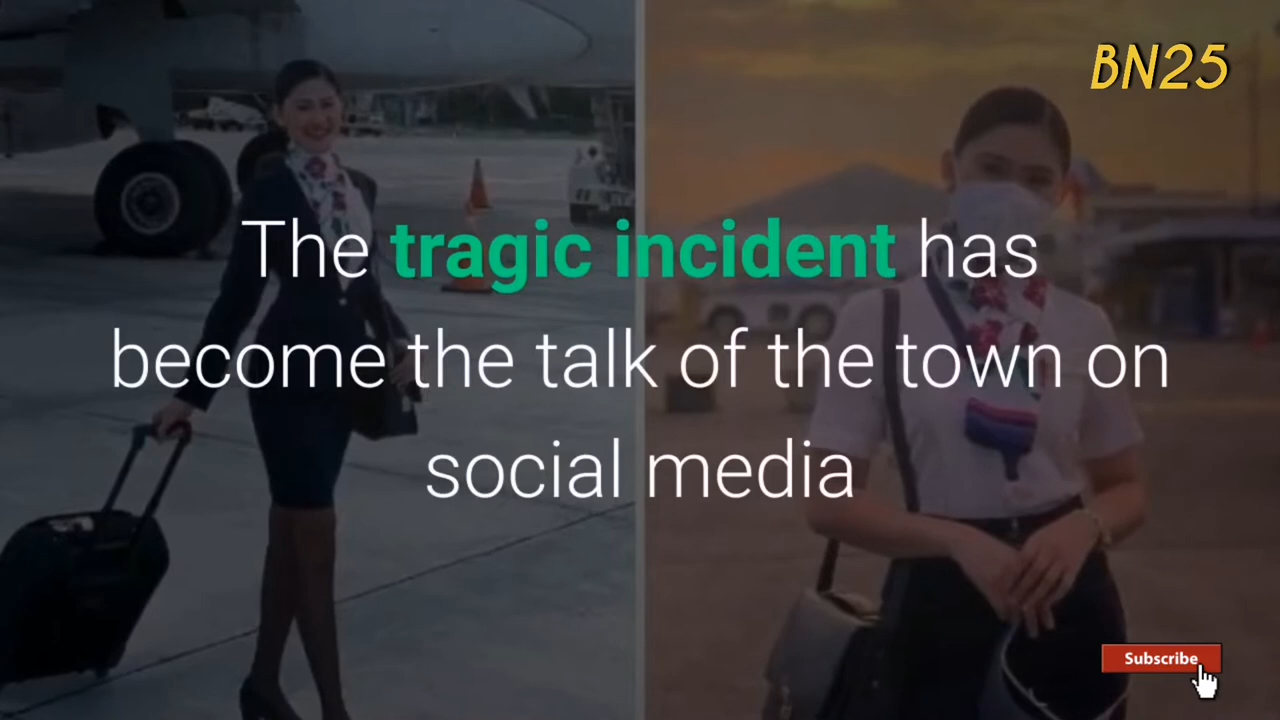 BN25
The tragic incident has
become the talk of the town on
social media
Subscribe